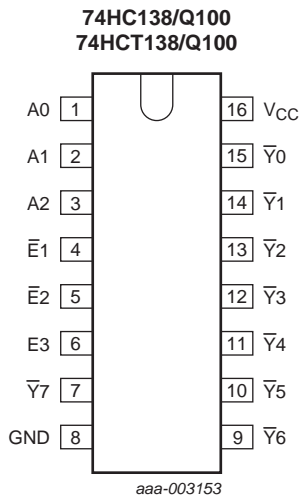 74HC138/Q100
74HCT138/Q100
A0 1 16 VCC
A1 2 15 Y̅0
A2 3 14 Y̅1
E̅1 4 13 Y̅2
E̅2 5 12 Y̅3
E3 6 11 Y̅4
Y̅7 7 10 Y̅5
GND 8 9 Y̅6
aaa-003153